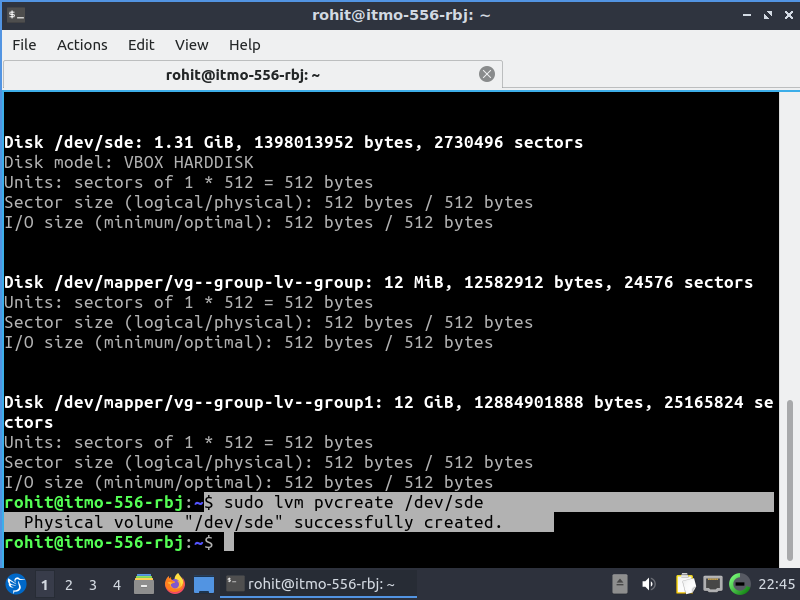 rohit@itmo-556-rbj: ~
File Actions Edit View Help
rohit@itmo-556-rbj: ~
Disk /dev/sde: 1.31 GiB, 1398013952 bytes, 2730496 sectors
Disk model: VBOX HARDDISK
Units: sectors of 1 * 512 = 512 bytes
Sector size (logical/physical): 512 bytes / 512 bytes
I/O size (minimum/optimal): 512 bytes / 512 bytes
Disk /dev/mapper/vg--group-lv--group: 12 MiB, 12582912 bytes, 24576 sectors
Units: sectors of 1 * 512 = 512 bytes
Sector size (logical/physical): 512 bytes / 512 bytes
I/O size (minimum/optimal): 512 bytes / 512 bytes
Disk /dev/mapper/vg--group-lv--group1: 12 GiB, 12884901888 bytes, 25165824 se
ctors
Units: sectors of 1 * 512 = 512 bytes
Sector size (logical/physical): 512 bytes / 512 bytes
I/O size (minimum/optimal): 512 bytes / 512 bytes
rohit@itmo-556-rbj:~$ sudo lvm pvcreate /dev/sde
Physical volume "/dev/sde" successfully created.
rohit@itmo-556-rbj:~$
1 2 3 4 rohit@itmo-556-rbj: ~ 22:45